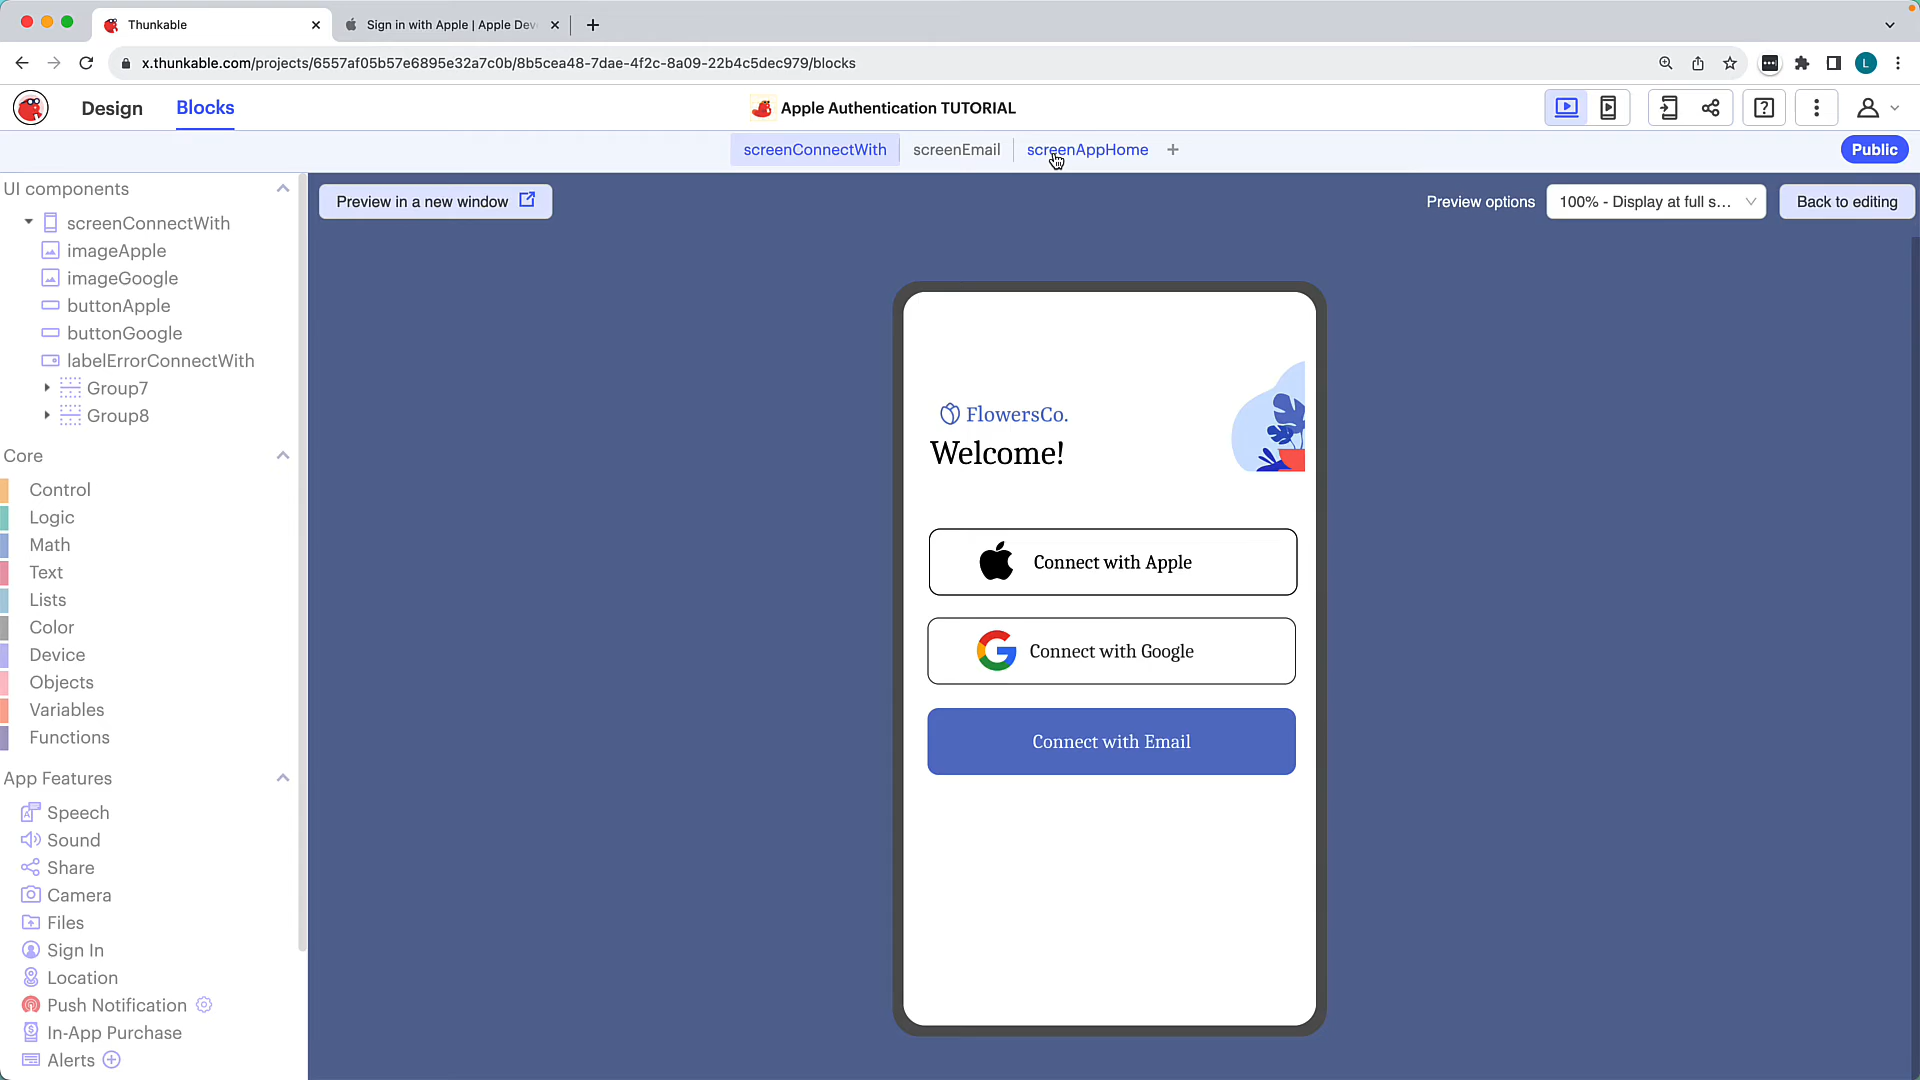 Thunkable
Sign in with Apple | Apple Dev
x.thunkable.com/projects/6557af05b57e6895e32a7c0b/8b5cea48-7dae-4f2c-8a09-22b4c5dec979/blocks
L
Design
Blocks
Apple Authentication TUTORIAL
screenConnectWith
screenEmail
screenAppHome
Public
UI components
screenConnectWith
imageApple
imageGoogle
buttonApple
buttonGoogle
labelErrorConnectWith
Group7
Group8
Core
Control
Logic
Math
Text
Lists
Color
Device
Objects
Variables
Functions
App Features
Speech
Sound
Share
Camera
Files
Sign In
Location
Push Notification
In-App Purchase
Alerts
Preview in a new window
Preview options
100% - Display at full s...
Back to editing
FlowersCo.
Welcome!
Connect with Apple
Connect with Google
Connect with Email